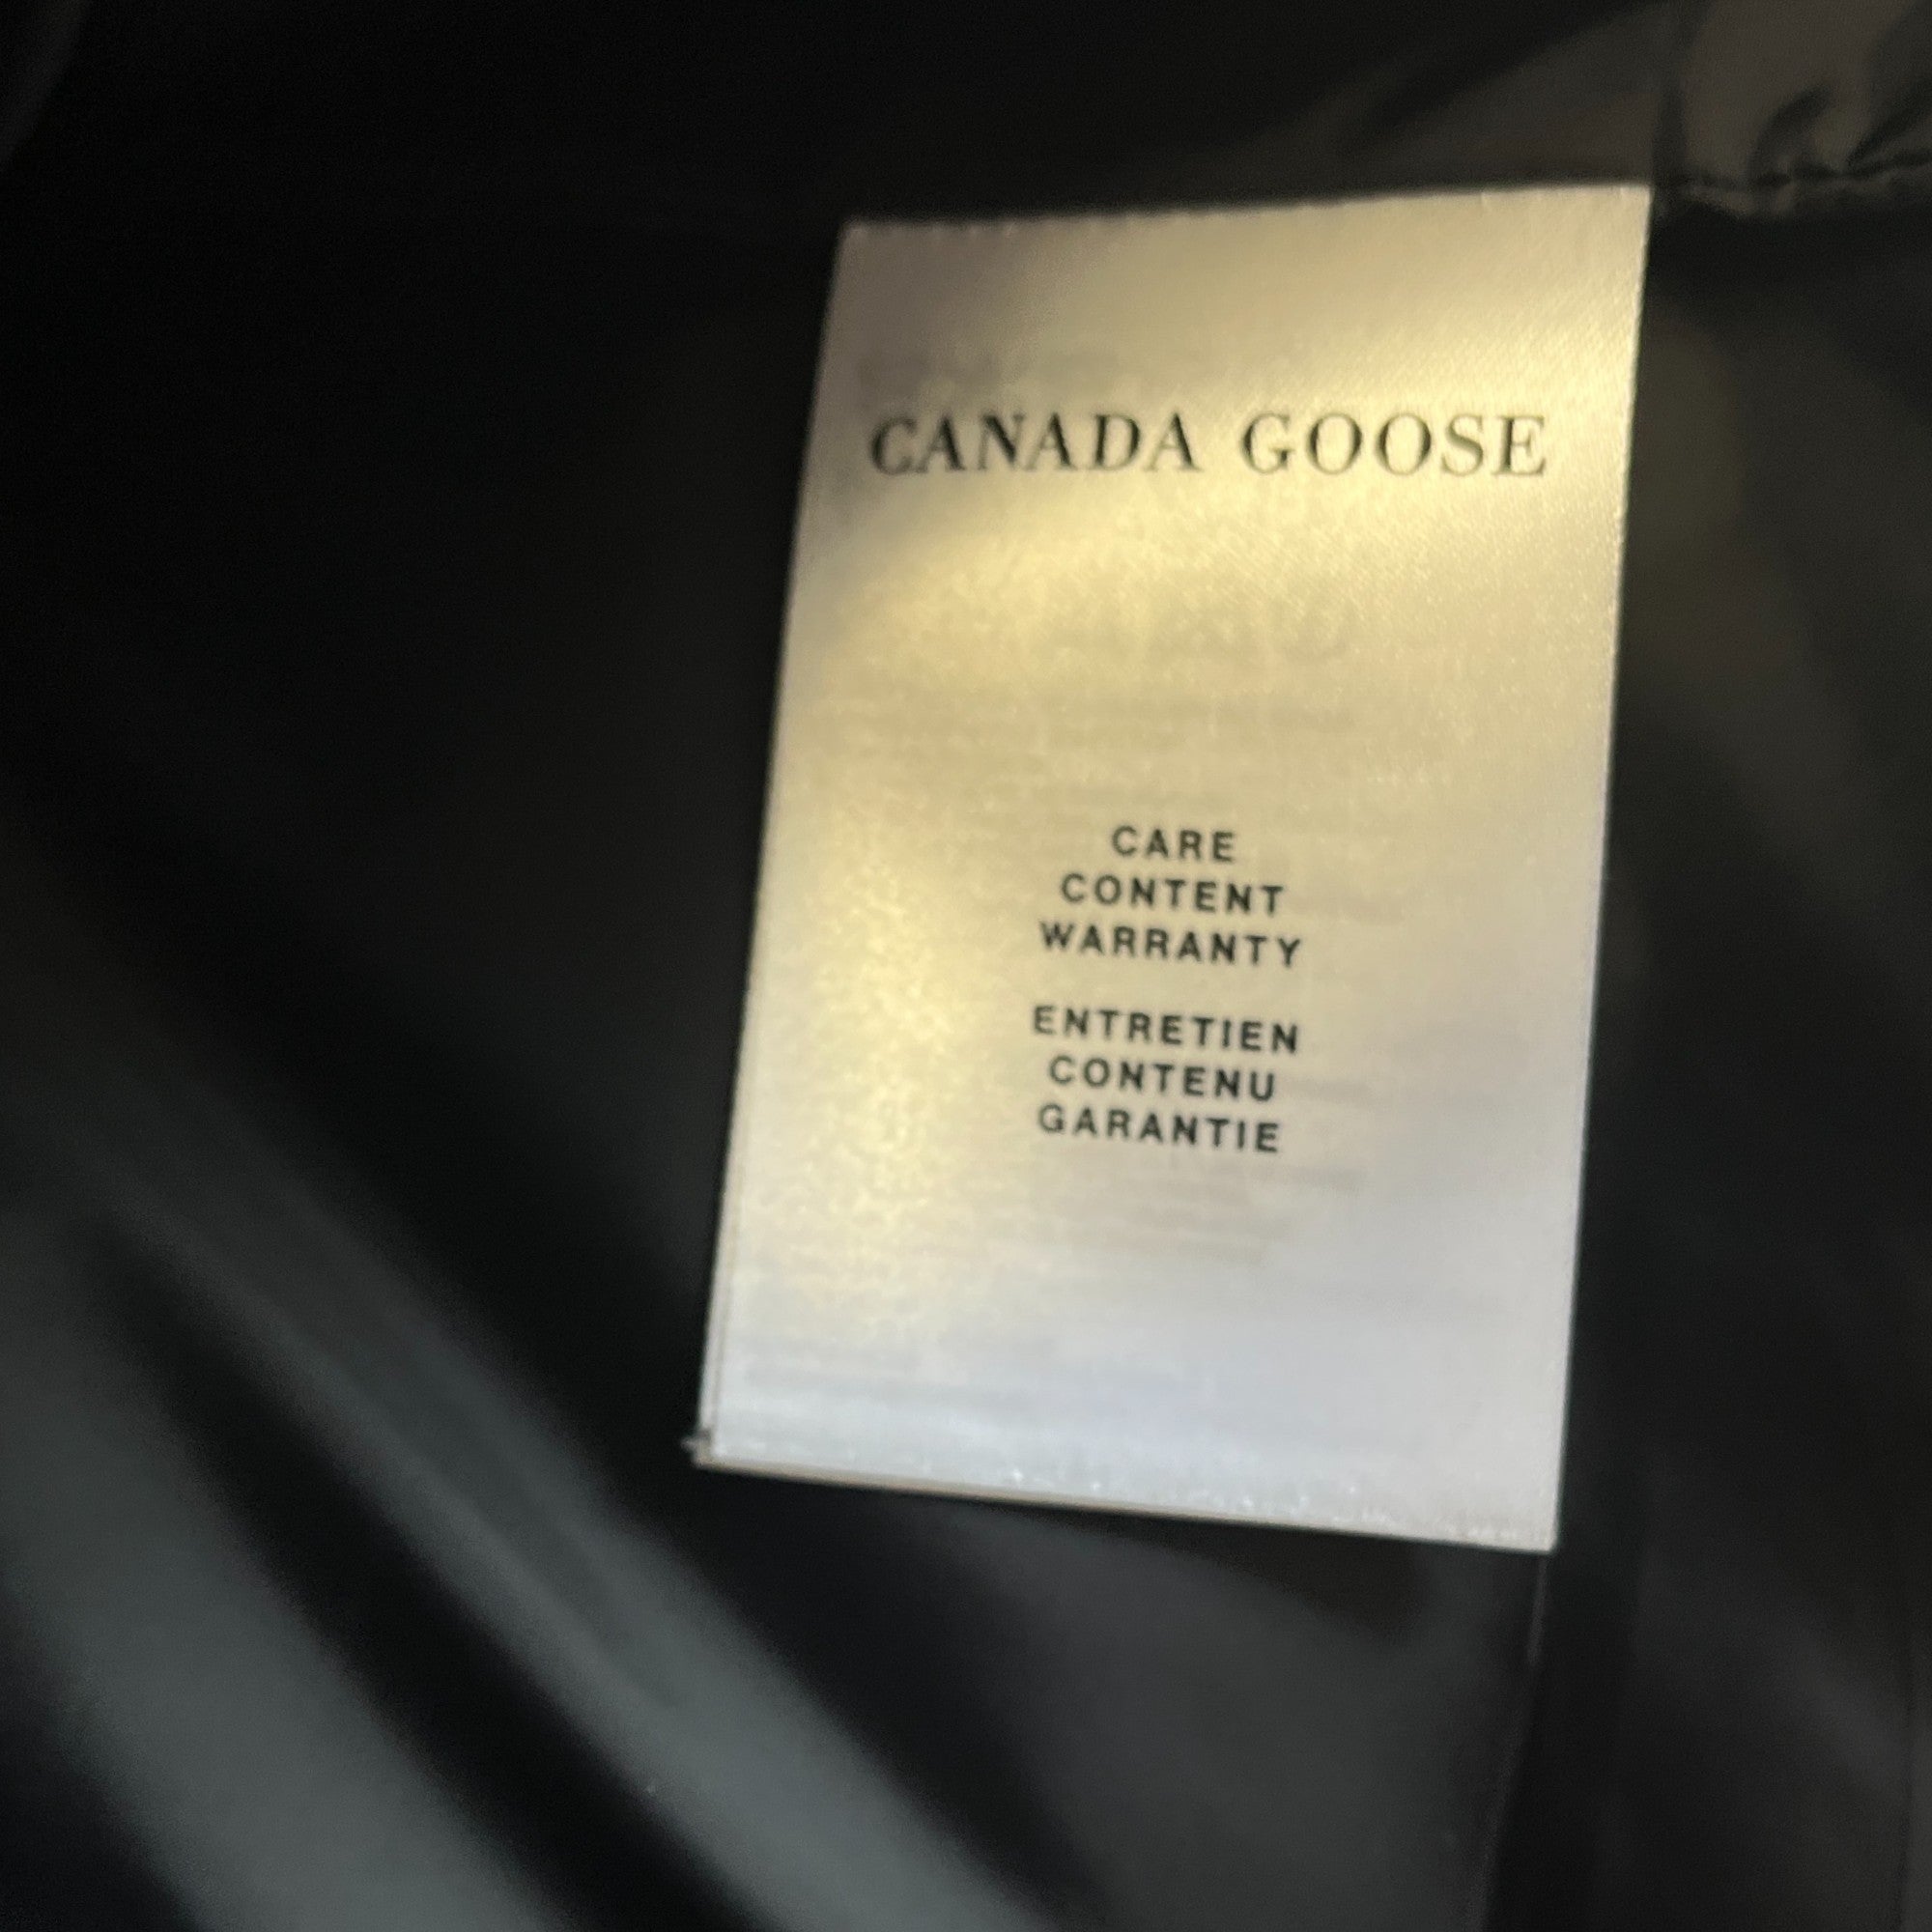 CANADA GOOSE
CARE
CONTENT
WARRANTY
ENTRETIEN
CONTENU
GARANTIE